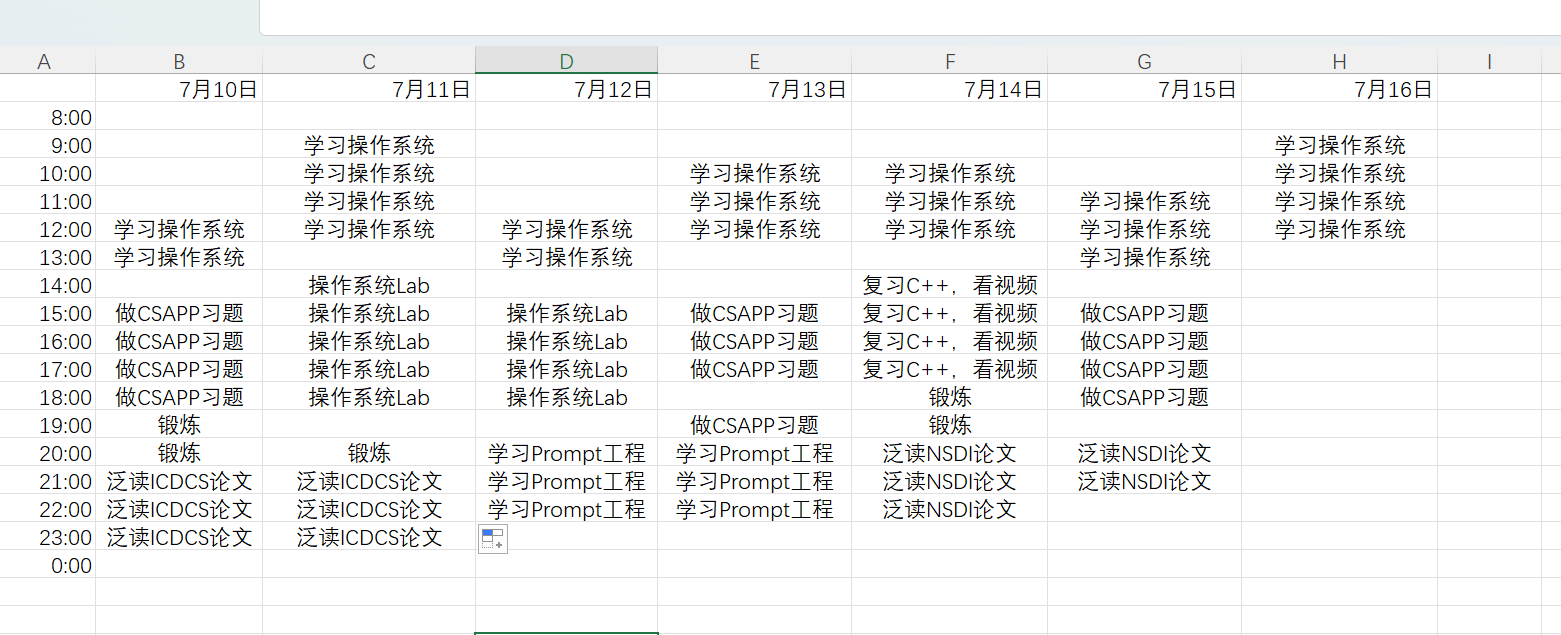 A B C D E F G H I
7月10日 7月11日 7月12日 7月13日 7月14日 7月15日 7月16日
8:00
9:00 学习操作系统 学习操作系统
10:00 学习操作系统 学习操作系统 学习操作系统 学习操作系统
11:00 学习操作系统 学习操作系统 学习操作系统 学习操作系统 学习操作系统
12:00 学习操作系统 学习操作系统 学习操作系统 学习操作系统 学习操作系统 学习操作系统 学习操作系统
13:00 学习操作系统 学习操作系统 学习操作系统
14:00 操作系统Lab 复习C++，看视频
15:00 做CSAPP习题 操作系统Lab 操作系统Lab 做CSAPP习题 复习C++，看视频 做CSAPP习题
16:00 做CSAPP习题 操作系统Lab 操作系统Lab 做CSAPP习题 复习C++，看视频 做CSAPP习题
17:00 做CSAPP习题 操作系统Lab 操作系统Lab 做CSAPP习题 复习C++，看视频 做CSAPP习题
18:00 做CSAPP习题 操作系统Lab 操作系统Lab 锻炼 做CSAPP习题
19:00 锻炼 做CSAPP习题 锻炼
20:00 锻炼 锻炼 学习Prompt工程 学习Prompt工程 泛读NSDI论文 泛读NSDI论文
21:00 泛读ICDCS论文 泛读ICDCS论文 学习Prompt工程 学习Prompt工程 泛读NSDI论文 泛读NSDI论文
22:00 泛读ICDCS论文 泛读ICDCS论文 学习Prompt工程 学习Prompt工程 泛读NSDI论文
23:00 泛读ICDCS论文 泛读ICDCS论文
0:00